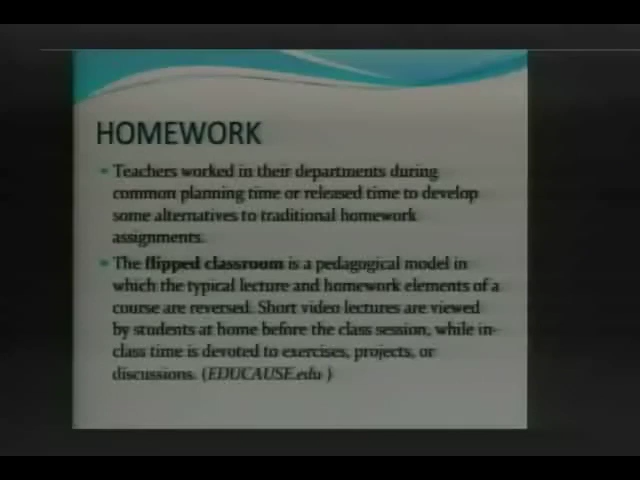 HOMEWORK
Teachers worked in their departments during
common planning time or released time to develop
some alternatives to traditional homework
assignments.
The flipped classroom is a pedagogical model in
which the typical lecture and homework elements of a
course are reversed. Short video lectures are viewed
by students at home before the class session, while in-
class time is devoted to exercises, projects, or
discussions. (EDUCAUSE.edu )